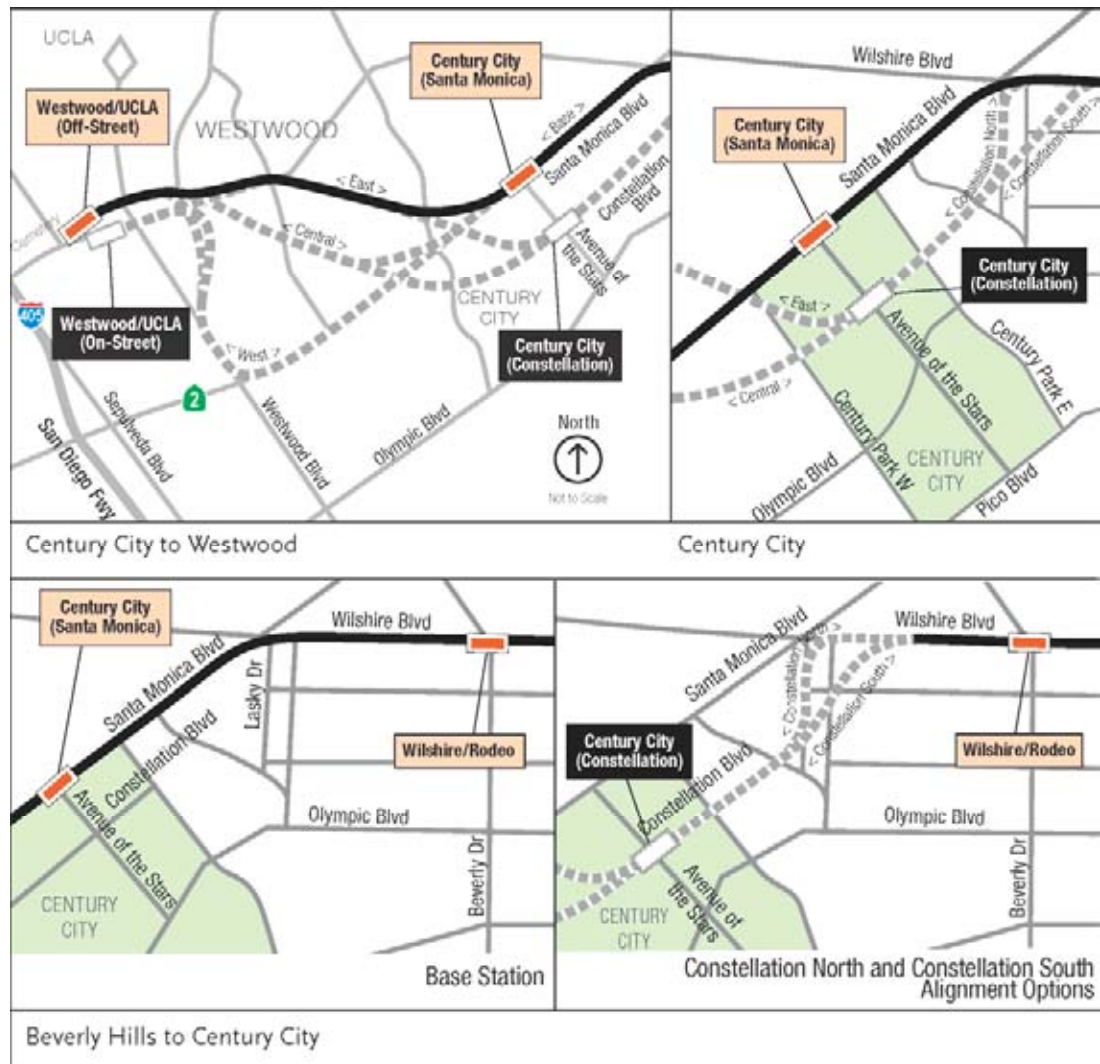 UCLA
Westwood/UCLA
(Off-Street)
WESTWOOD
Century City
(Santa Monica)
< Base >
Santa Monica Blvd
< East >
Constellation
Blvd
< Central >
Avenue of
the Stars
CENTURY
CITY
405
Westwood/UCLA
(On-Street)
< West >
Century City
(Constellation)
2
Sepulveda Blvd
San Diego Fwy
Westwood Blvd
Olympic Blvd
North
Not to Scale
Century City to Westwood
Wilshire Blvd
Century City
(Santa Monica)
Santa Monica Blvd
< Constellation North >
< Constellation South >
Century City
(Constellation)
< East >
< Central >
Avenue of the Stars
Century Park E
Century Park W
CENTURY
CITY
Olympic Blvd
Pico Blvd
Century City
Century City
(Santa Monica)
Wilshire Blvd
Santa Monica Blvd
Lasky Dr
Constellation Blvd
Wilshire/Rodeo
Avenue of the Stars
Olympic Blvd
CENTURY
CITY
Beverly Dr
Base Station
Santa Monica Blvd
Wilshire Blvd
< Constellation North >
< Constellation South >
Century City
(Constellation)
Wilshire/Rodeo
Constellation Blvd
Olympic Blvd
Avenue of
the Stars
CENTURY
CITY
Beverly Dr
Constellation North and Constellation South
Alignment Options
Beverly Hills to Century City